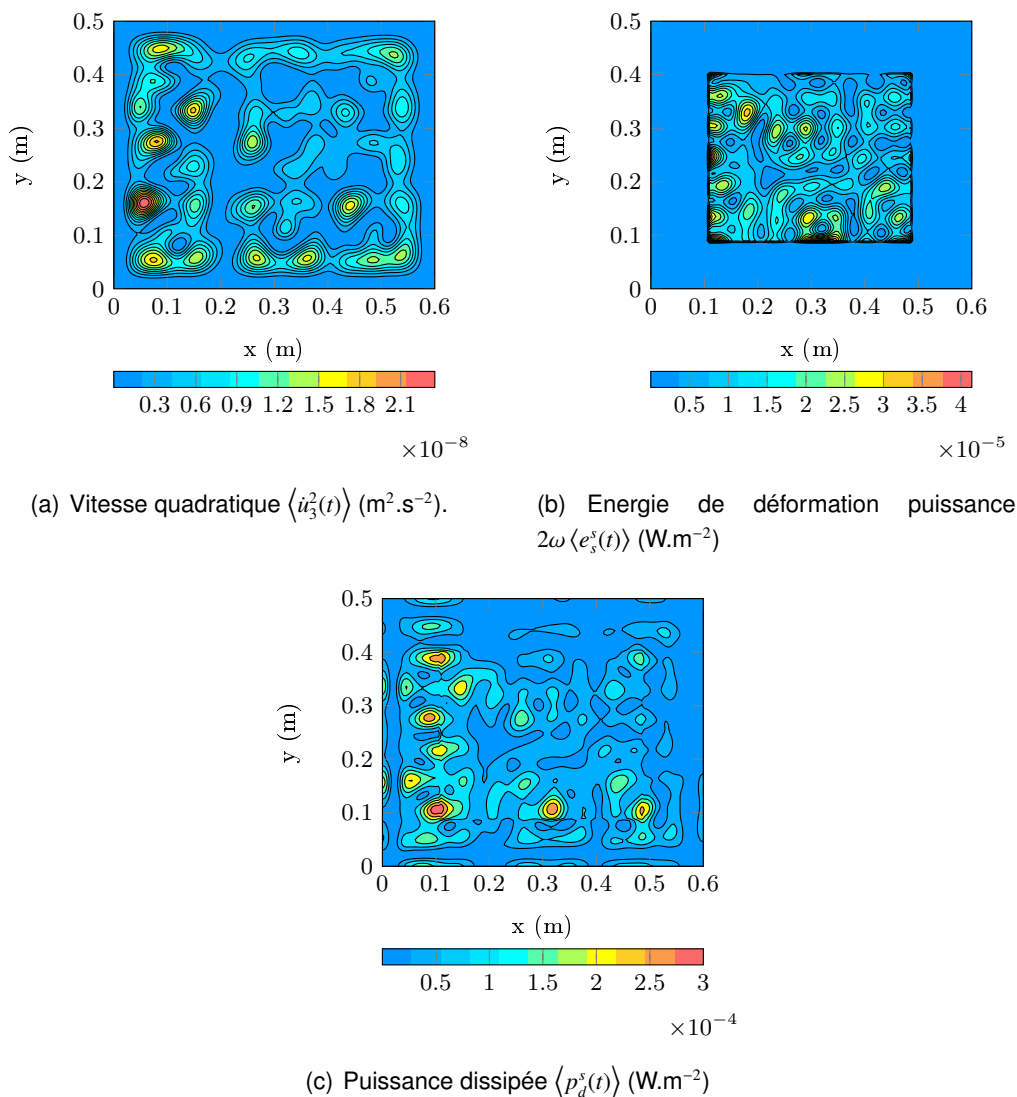 0.5 0.4 0.3 0.2 0.1 0
y (m)
0 0.1 0.2 0.3 0.4 0.5 0.6
x (m)
0.3 0.6 0.9 1.2 1.5 1.8 2.1
×10⁻⁸
(a) Vitesse quadratique ⟨u̇₃²(t)⟩ (m².s⁻²).
0.5 0.4 0.3 0.2 0.1 0
y (m)
0 0.1 0.2 0.3 0.4 0.5 0.6
x (m)
0.5 1 1.5 2 2.5 3 3.5 4
×10⁻⁵
(b) Energie de déformation puissance
2ω ⟨eₛˢ(t)⟩ (W.m⁻²)
0.5 0.4 0.3 0.2 0.1 0
y (m)
0 0.1 0.2 0.3 0.4 0.5 0.6
x (m)
0.5 1 1.5 2 2.5 3
×10⁻⁴
(c) Puissance dissipée ⟨p_dˢ(t)⟩ (W.m⁻²)